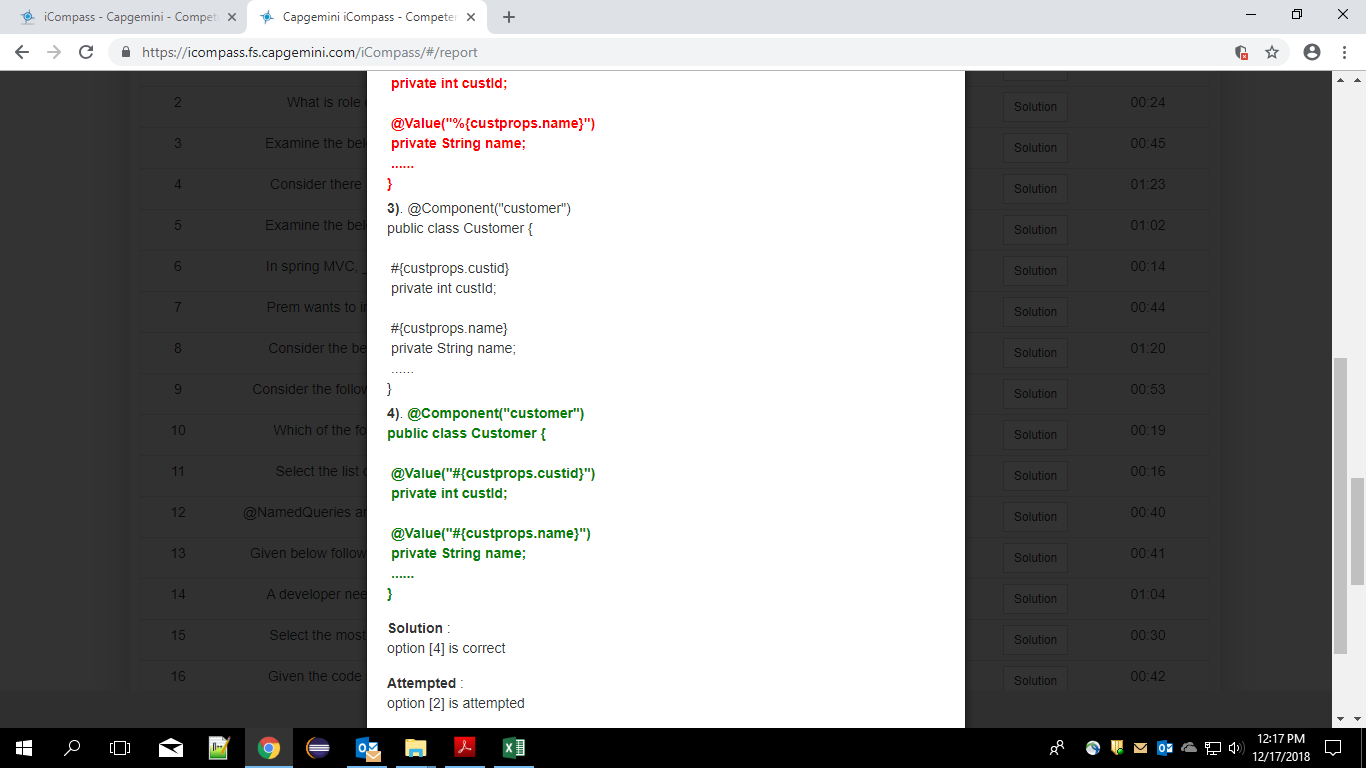 iCompass - Capgemini - Compet
Capgemini iCompass - Competen
https://icompass.fs.capgemini.com/iCompass/#/report
private int custId;
@Value("%{custprops.name}")
private String name;
......
}
3). @Component("customer")
public class Customer {
#{custprops.custid}
private int custId;
#{custprops.name}
private String name;
......
}
4). @Component("customer")
public class Customer {
@Value("#{custprops.custid}")
private int custId;
@Value("#{custprops.name}")
private String name;
......
}
Solution :
option [4] is correct
Attempted :
option [2] is attempted
2 What is role Solution 00:24
3 Examine the bel Solution 00:45
4 Consider there Solution 01:23
5 Examine the bel Solution 01:02
6 In spring MVC, _ Solution 00:14
7 Prem wants to i Solution 00:44
8 Consider the be Solution 01:20
9 Consider the follow Solution 00:53
10 Which of the fo Solution 00:19
11 Select the list Solution 00:16
12 @NamedQueries ar Solution 00:40
13 Given below follow Solution 00:41
14 A developer nee Solution 01:04
15 Select the most Solution 00:30
16 Given the code Solution 00:42
12:17 PM
12/17/2018